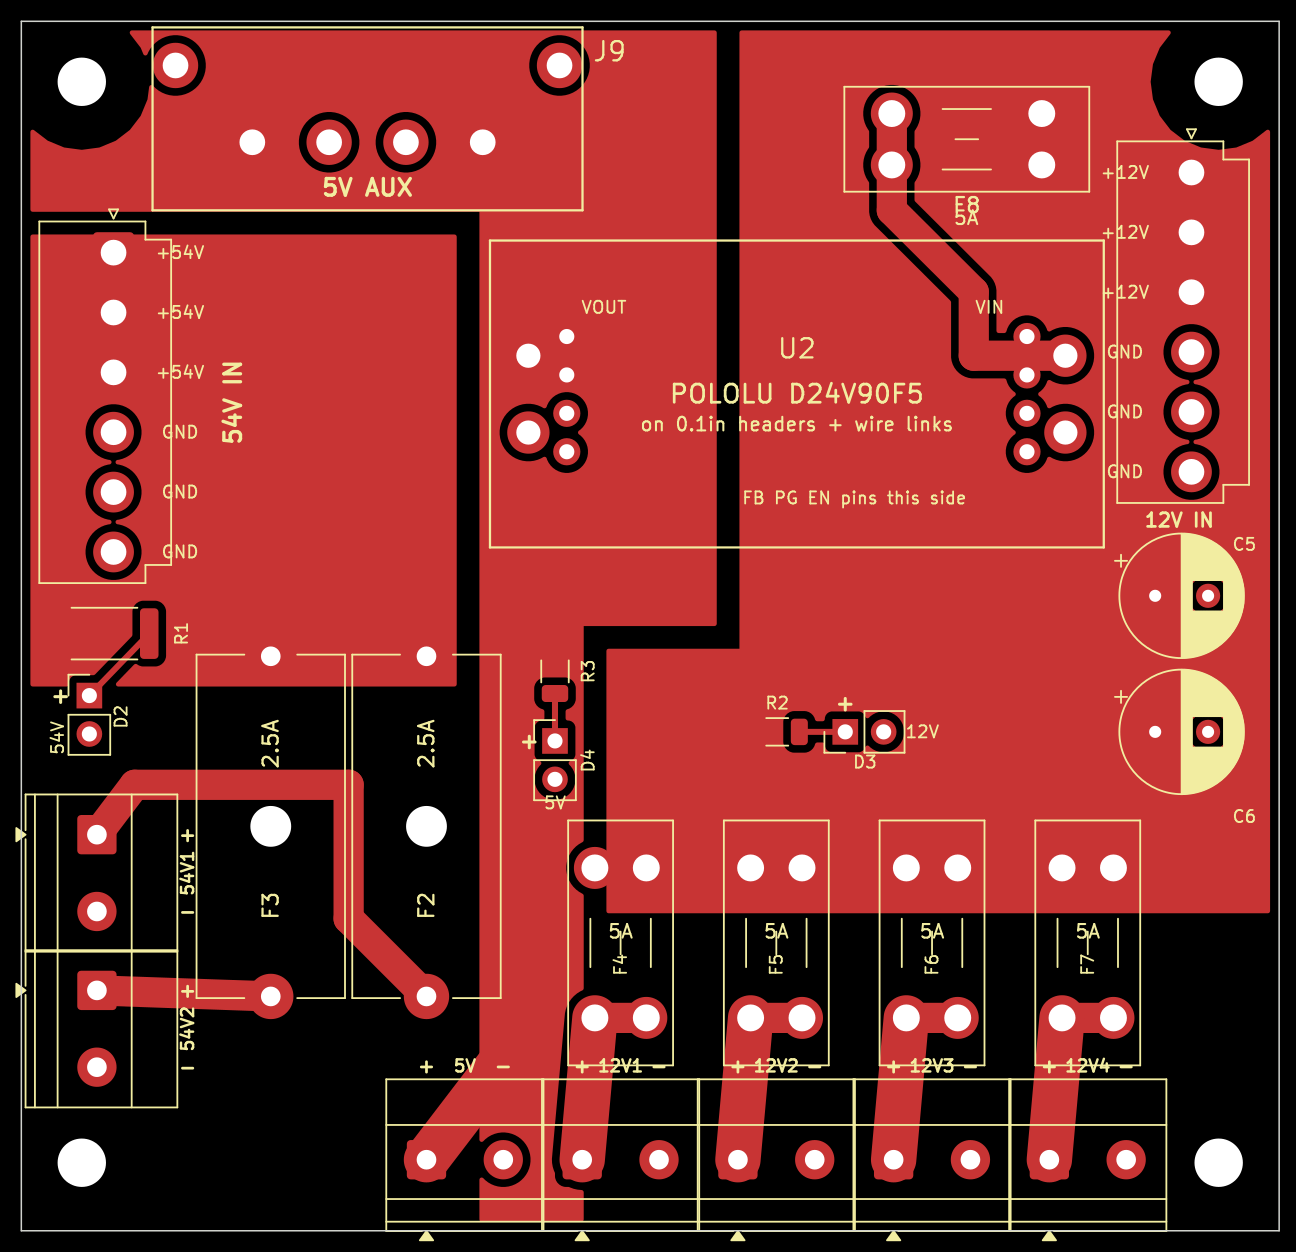 J9
5V AUX
E8
5A
+12V
+12V
+12V
GND
GND
GND
12V IN
+54V
+54V
+54V
GND
GND
GND
54V IN
VOUT
VIN
U2
POLOLU D24V90F5
on 0.1in headers + wire links
FB PG EN pins this side
C5
+
R1
R3
+
D2
54V
2.5A
2.5A
+
D4
5V
R2
+
12V
D3
+
C6
- 54V1 +
F3
F2
5A
F4
5A
F5
5A
F6
5A
F7
- 54V2 +
+ 5V -
+ 12V1 -
+ 12V2 -
+ 12V3 -
+ 12V4 -